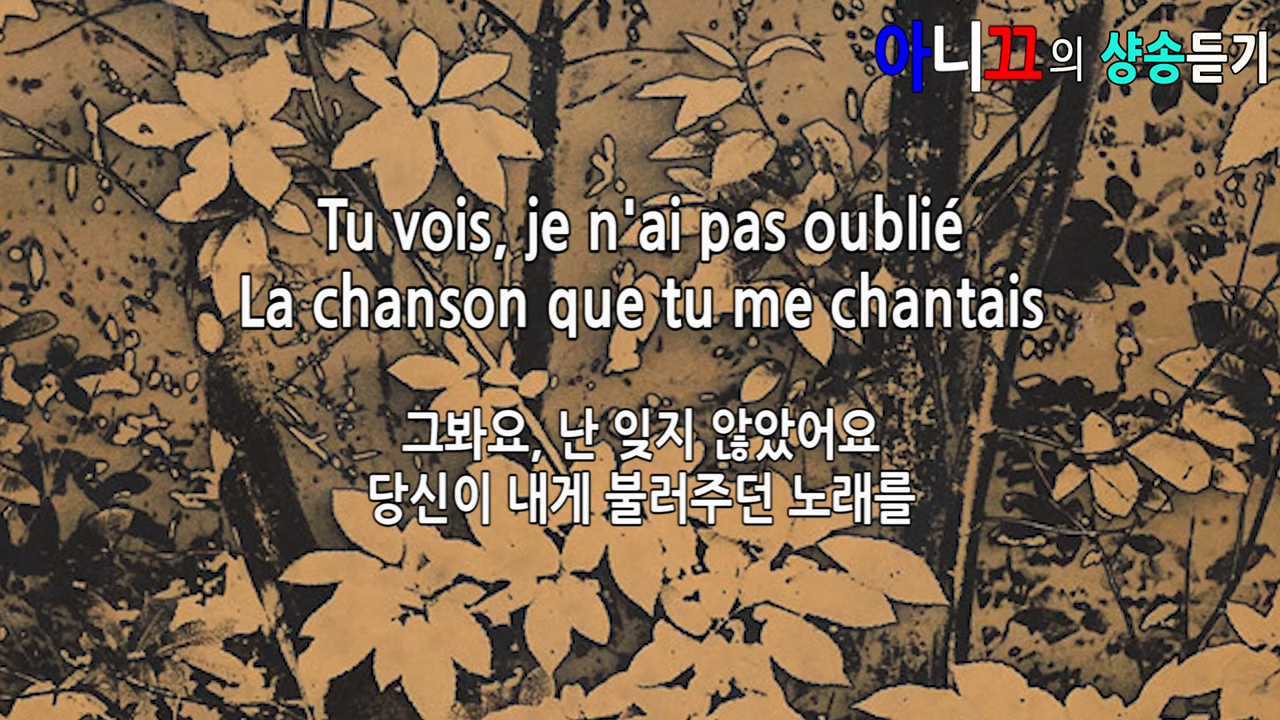 아니끄의 샹송듣기
Tu vois, je n'ai pas oublié
La chanson que tu me chantais
그봐요, 난 잊지 않았어요
당신이 내게 불러주던 노래를